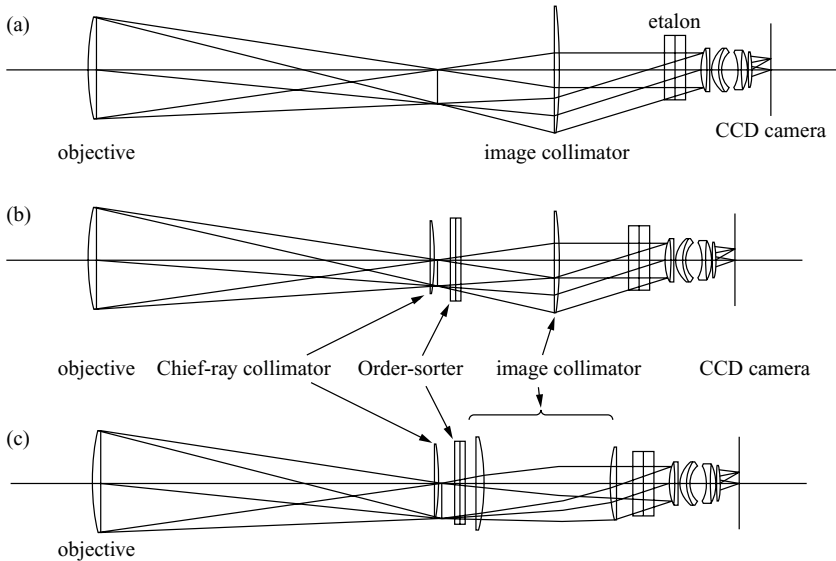 (a)
etalon
CCD camera
objective
image collimator
(b)
objective
Chief-ray collimator
Order-sorter
image collimator
CCD camera
(c)
objective